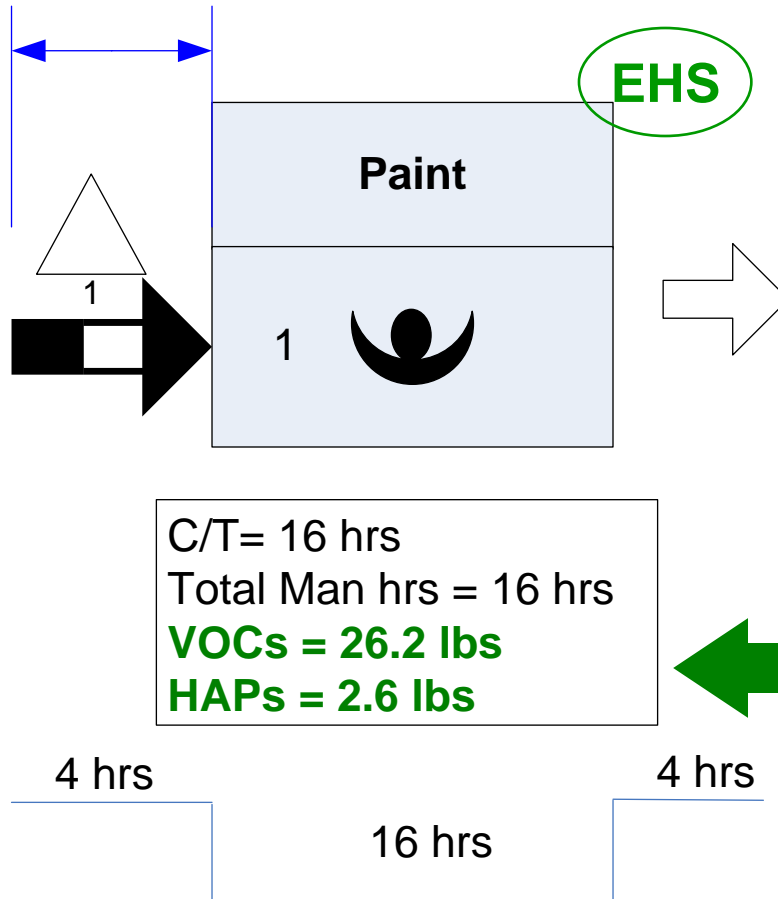 EHS
Paint
1
1
C/T= 16 hrs
Total Man hrs = 16 hrs
VOCs = 26.2 lbs
HAPs = 2.6 lbs
4 hrs
4 hrs
16 hrs